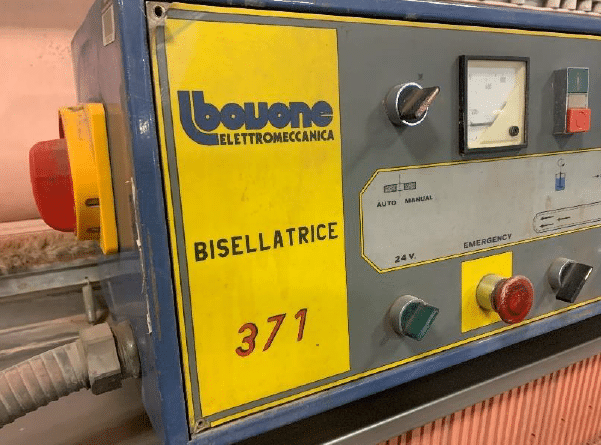 bovone
ELETTROMECCANICA
BISELLATRICE
371
AUTO MANUAL
24 V.
EMERGENCY